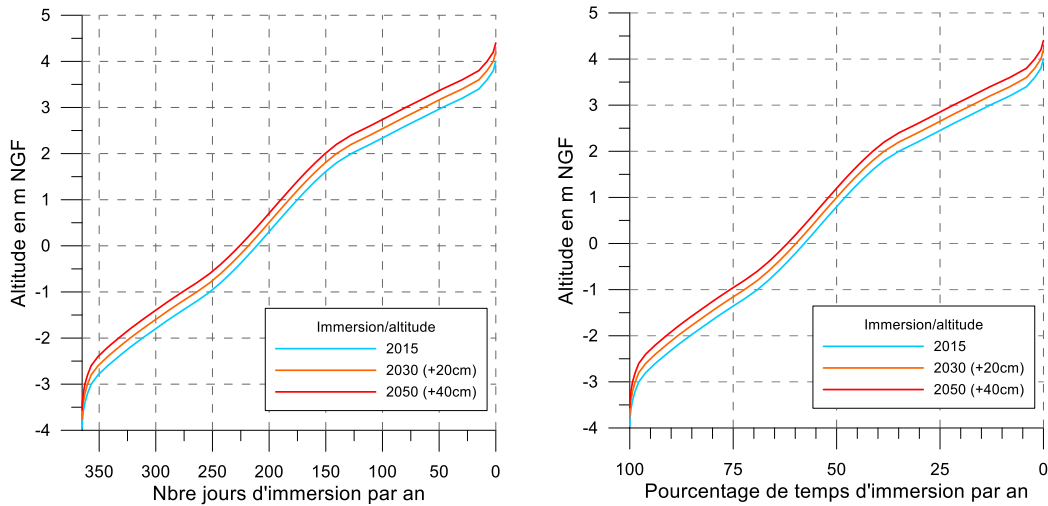 5
4
3
2
1
0
-1
-2
-3
-4
Altitude en m NGF
350 300 250 200 150 100 50 0
Nbre jours d'immersion par an
Immersion/altitude
2015
2030 (+20cm)
2050 (+40cm)
5
4
3
2
1
0
-1
-2
-3
-4
Altitude en m NGF
100 75 50 25 0
Pourcentage de temps d'immersion par an
Immersion/altitude
2015
2030 (+20cm)
2050 (+40cm)